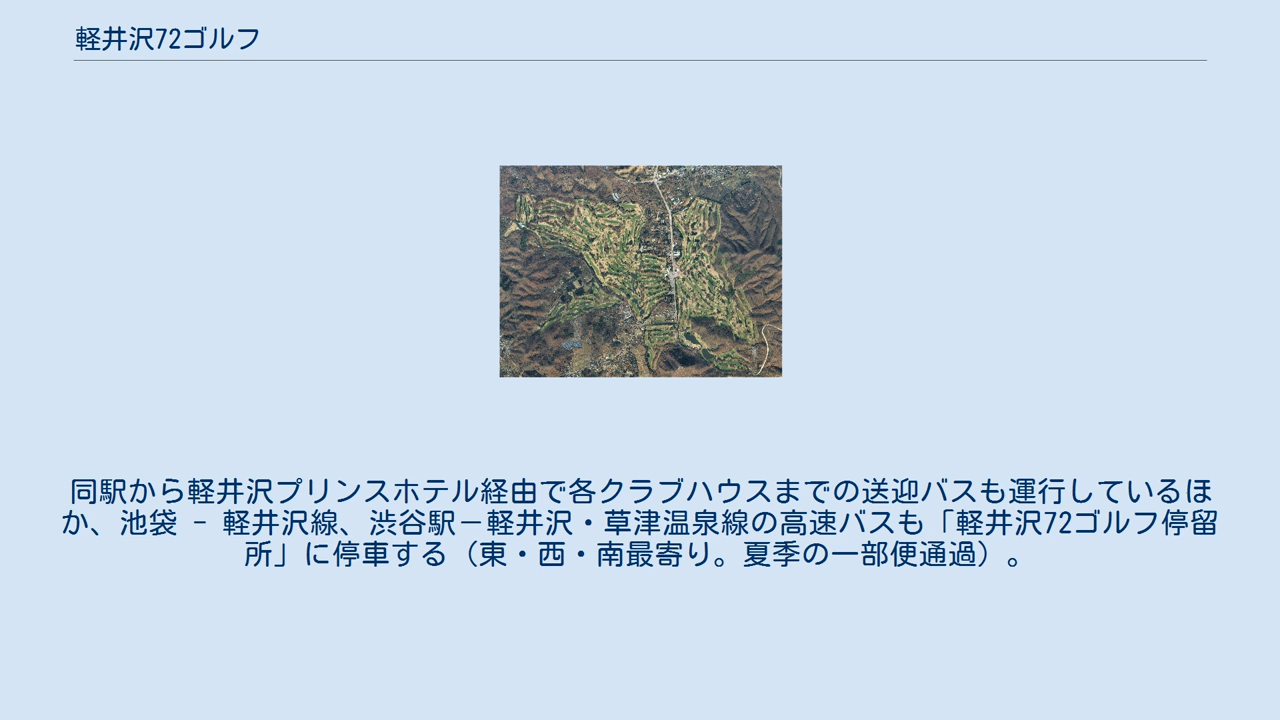 軽井沢72ゴルフ
同駅から軽井沢プリンスホテル経由で各クラブハウスまでの送迎バスも運行しているほ
か、池袋 - 軽井沢線、渋谷駅－軽井沢・草津温泉線の高速バスも「軽井沢72ゴルフ停留
所」に停車する（東・西・南最寄り。夏季の一部便通過）。